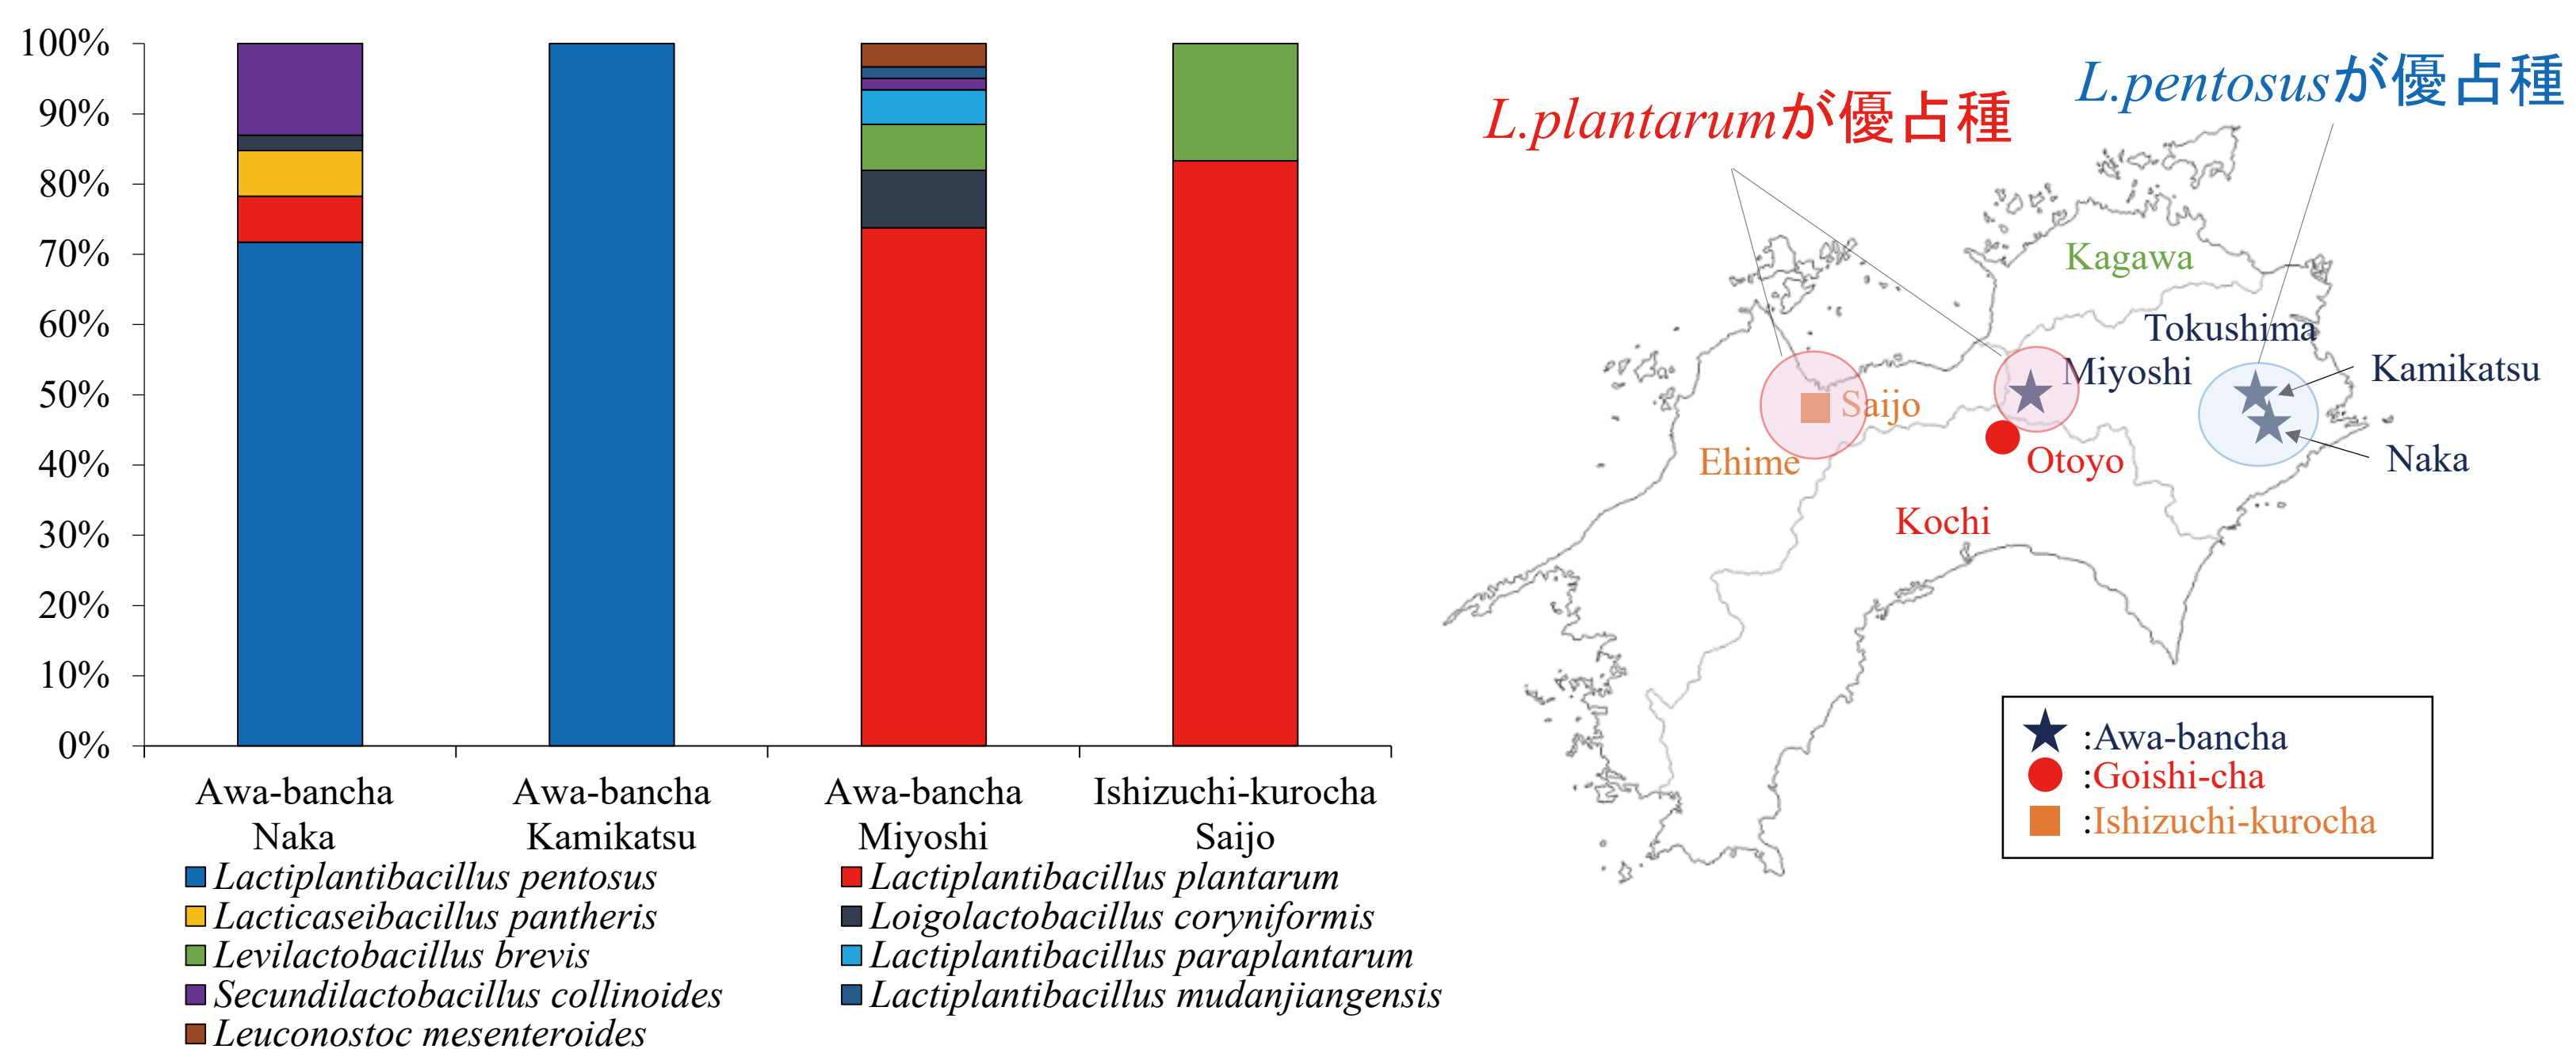 100%
90%
80%
70%
60%
50%
40%
30%
20%
10%
0%
Awa-bancha
Naka
Awa-bancha
Kamikatsu
Awa-bancha
Miyoshi
Ishizuchi-kurocha
Saijo
Lactiplantibacillus pentosus
Lactiplantibacillus plantarum
Lacticaseibacillus pantheris
Loigolactobacillus coryniformis
Levilactobacillus brevis
Lactiplantibacillus paraplantarum
Secundilactobacillus collinoides
Lactiplantibacillus mudanjiangensis
Leuconostoc mesenteroides
L.plantarumが優占種
L.pentosusが優占種
Kagawa
Tokushima
Miyoshi
Kamikatsu
Saijo
Ehime
Otoyo
Naka
Kochi
:Awa-bancha
:Goishi-cha
:Ishizuchi-kurocha